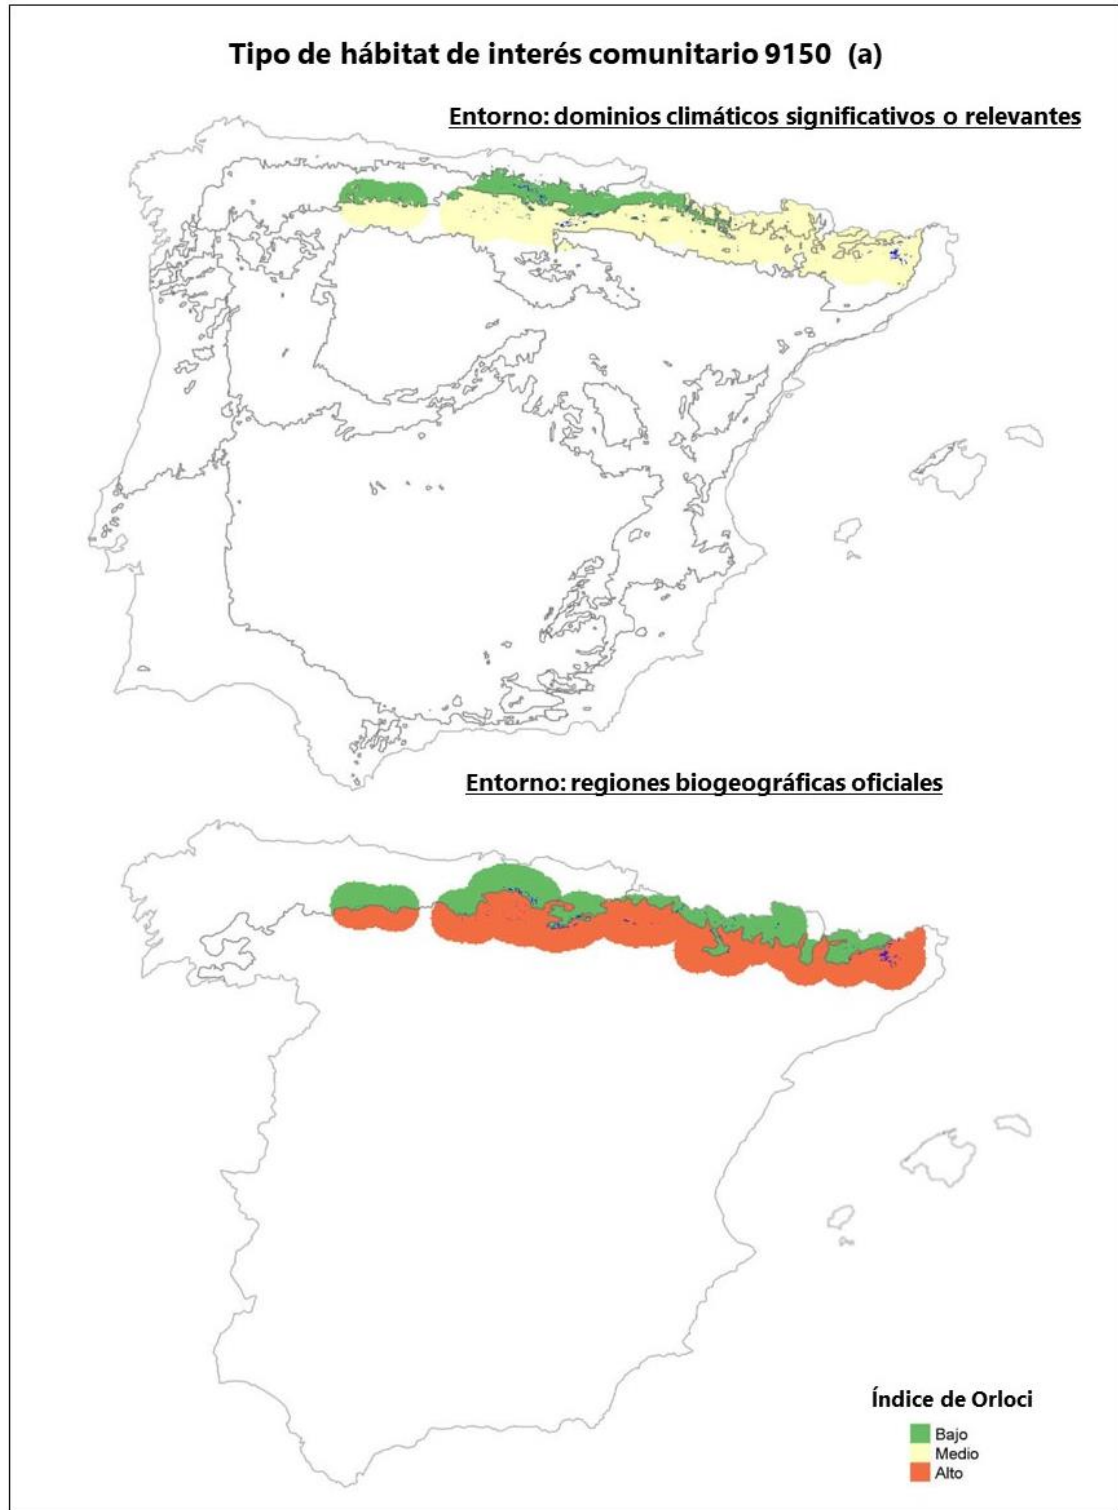 Tipo de hábitat de interés comunitario 9150 (a)
Entorno: dominios climáticos significativos o relevantes
Entorno: regiones biogeográficas oficiales
Índice de Orloci
Bajo
Medio
Alto